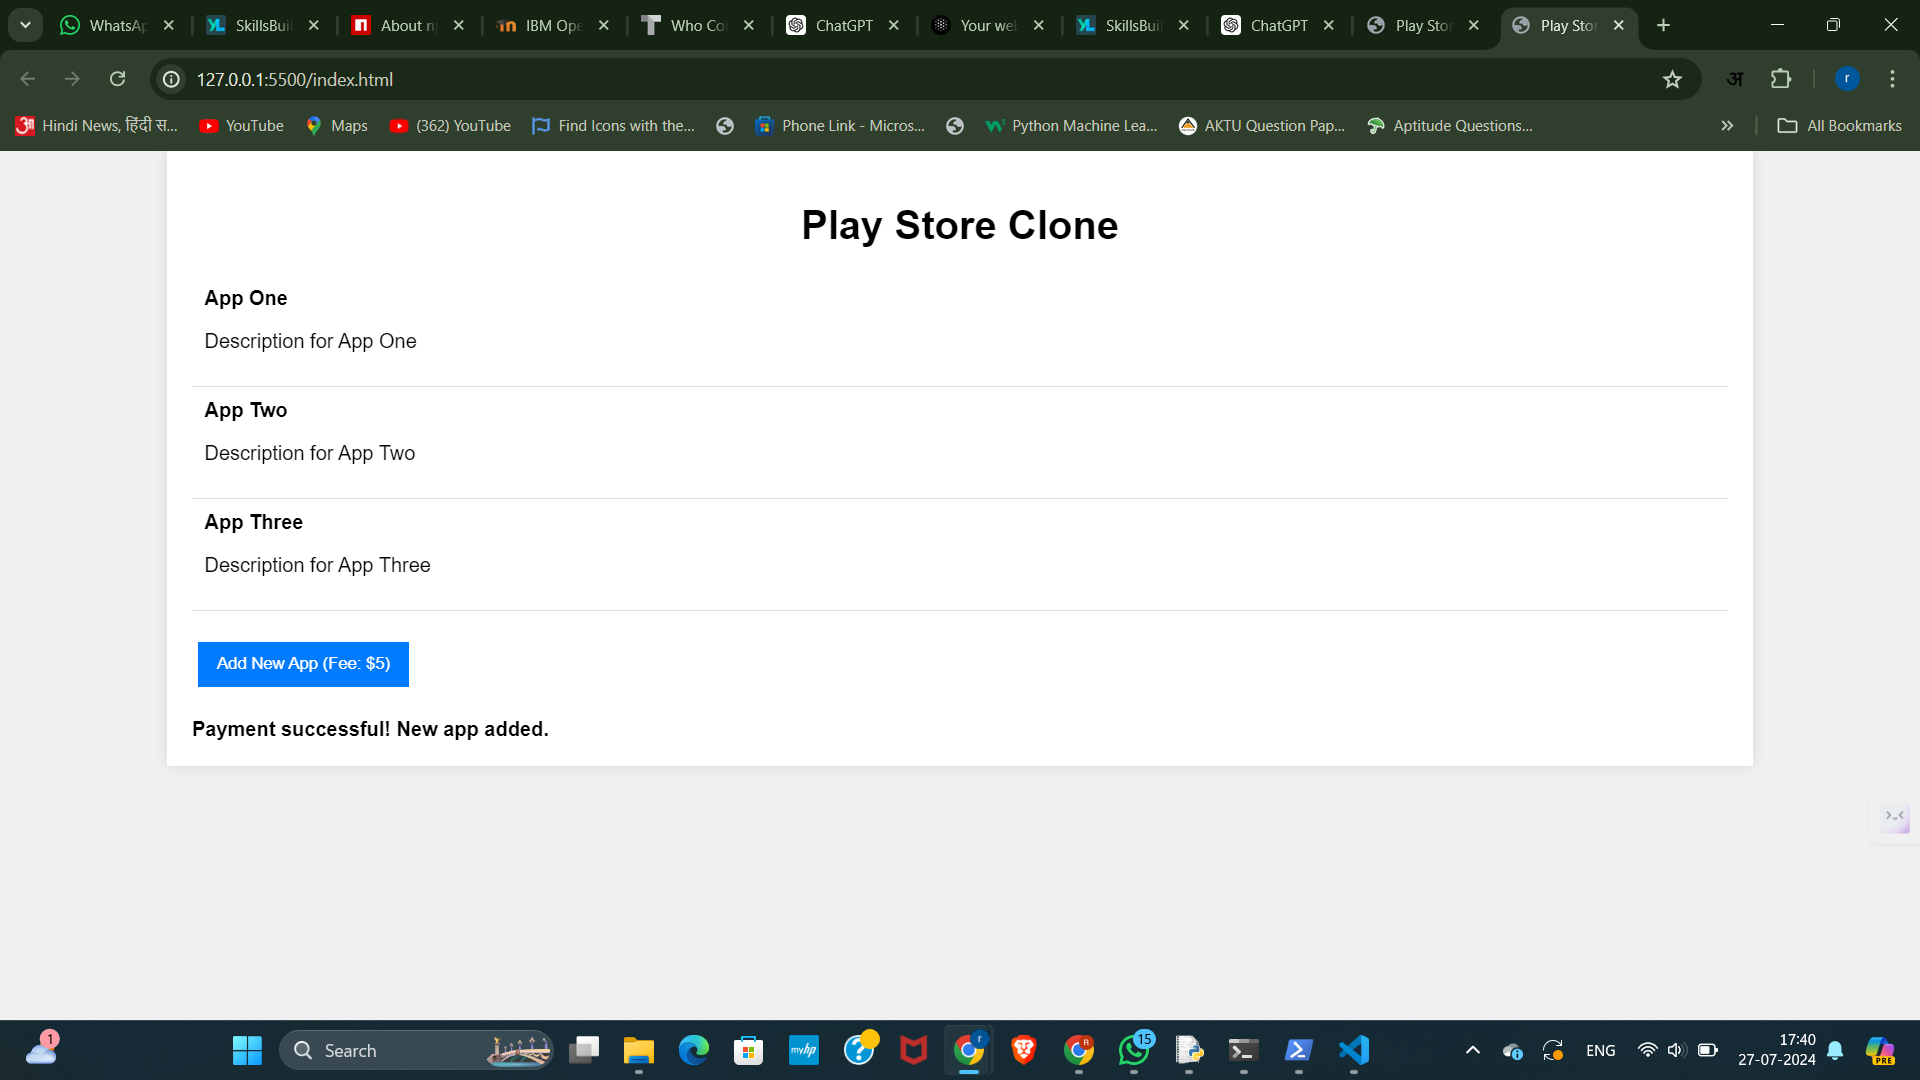 WhatsAp
SkillsBuil
About n
IBM Ope
Who Co
ChatGPT
Your we
SkillsBuil
ChatGPT
Play Stor
Play Stor
127.0.0.1:5500/index.html
r
Hindi News, हिंदी स...
YouTube
Maps
(362) YouTube
Find Icons with the...
Phone Link - Micros...
Python Machine Lea...
AKTU Question Pap...
Aptitude Questions...
All Bookmarks
Play Store Clone
App One
Description for App One
App Two
Description for App Two
App Three
Description for App Three
Add New App (Fee: $5)
Payment successful! New app added.
1
Search
myhp
15
ENG
17:40
27-07-2024
PRE